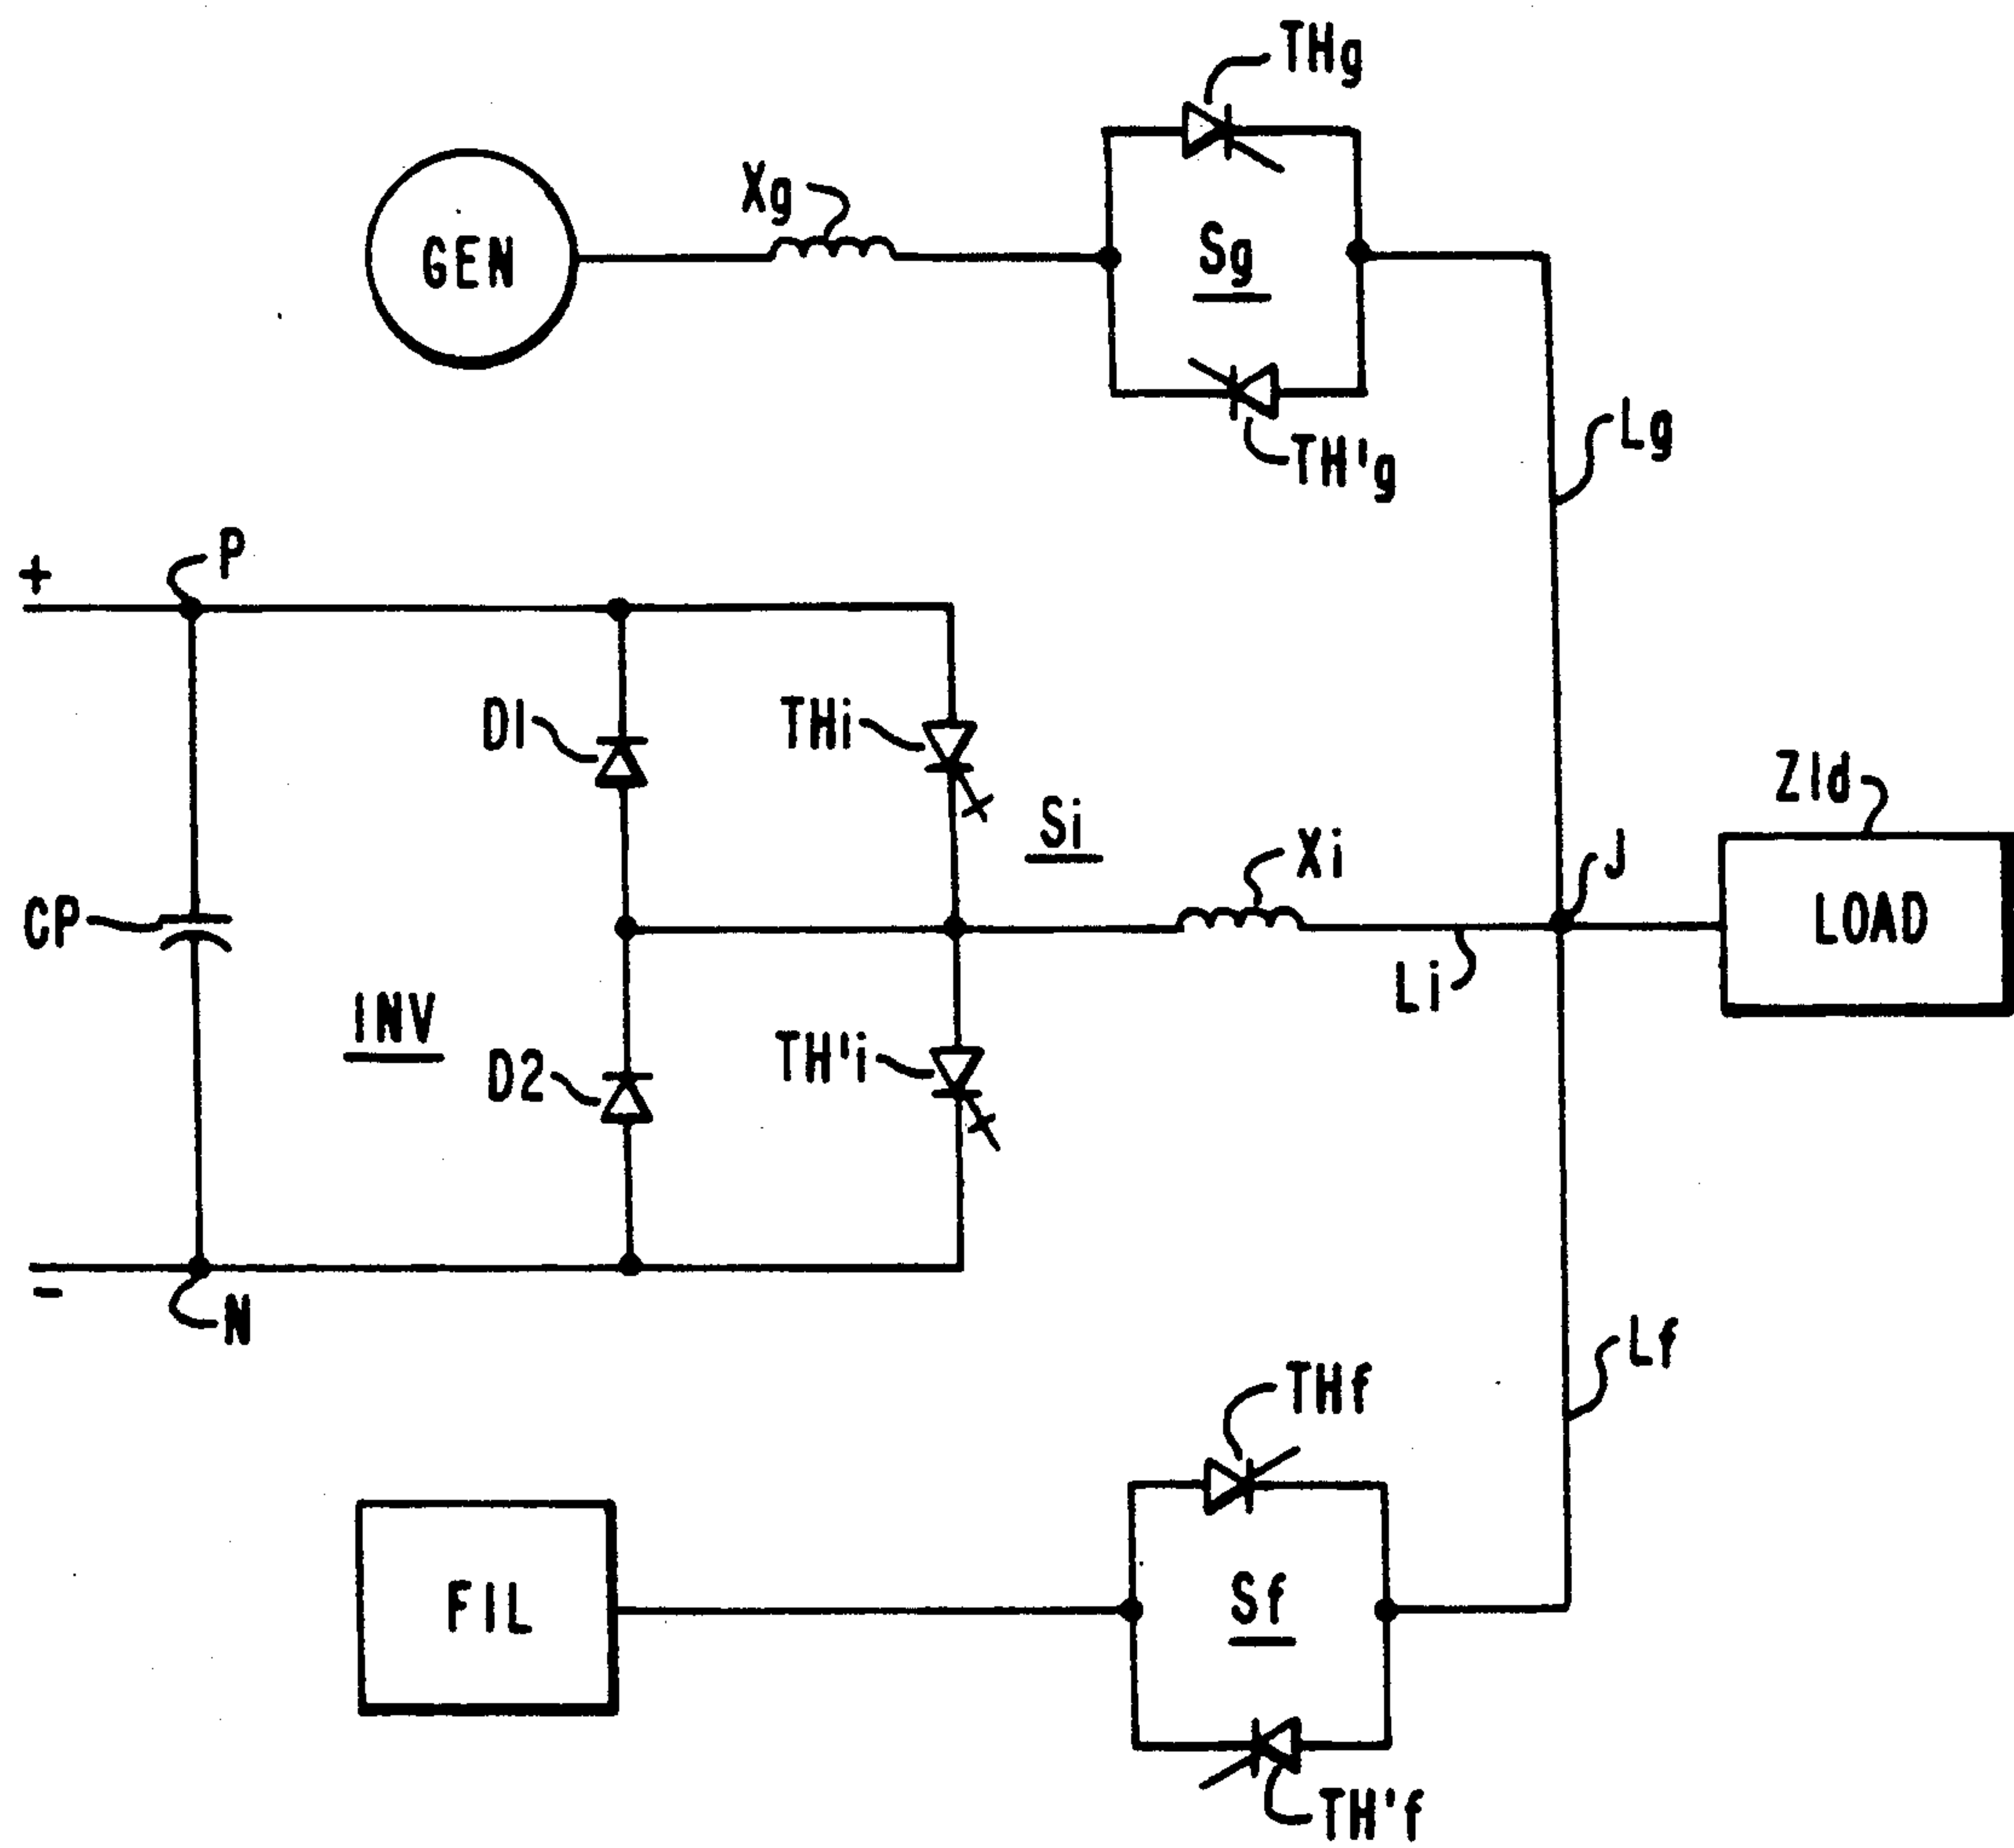 THg
Xg
GEN
Sg
TH'g
Lg
P
+
D1
THi
Si
Xi
J
Zld
LOAD
CP
Li
INV
D2
TH'i
-
N
Lf
THf
FIL
Sf
TH'f